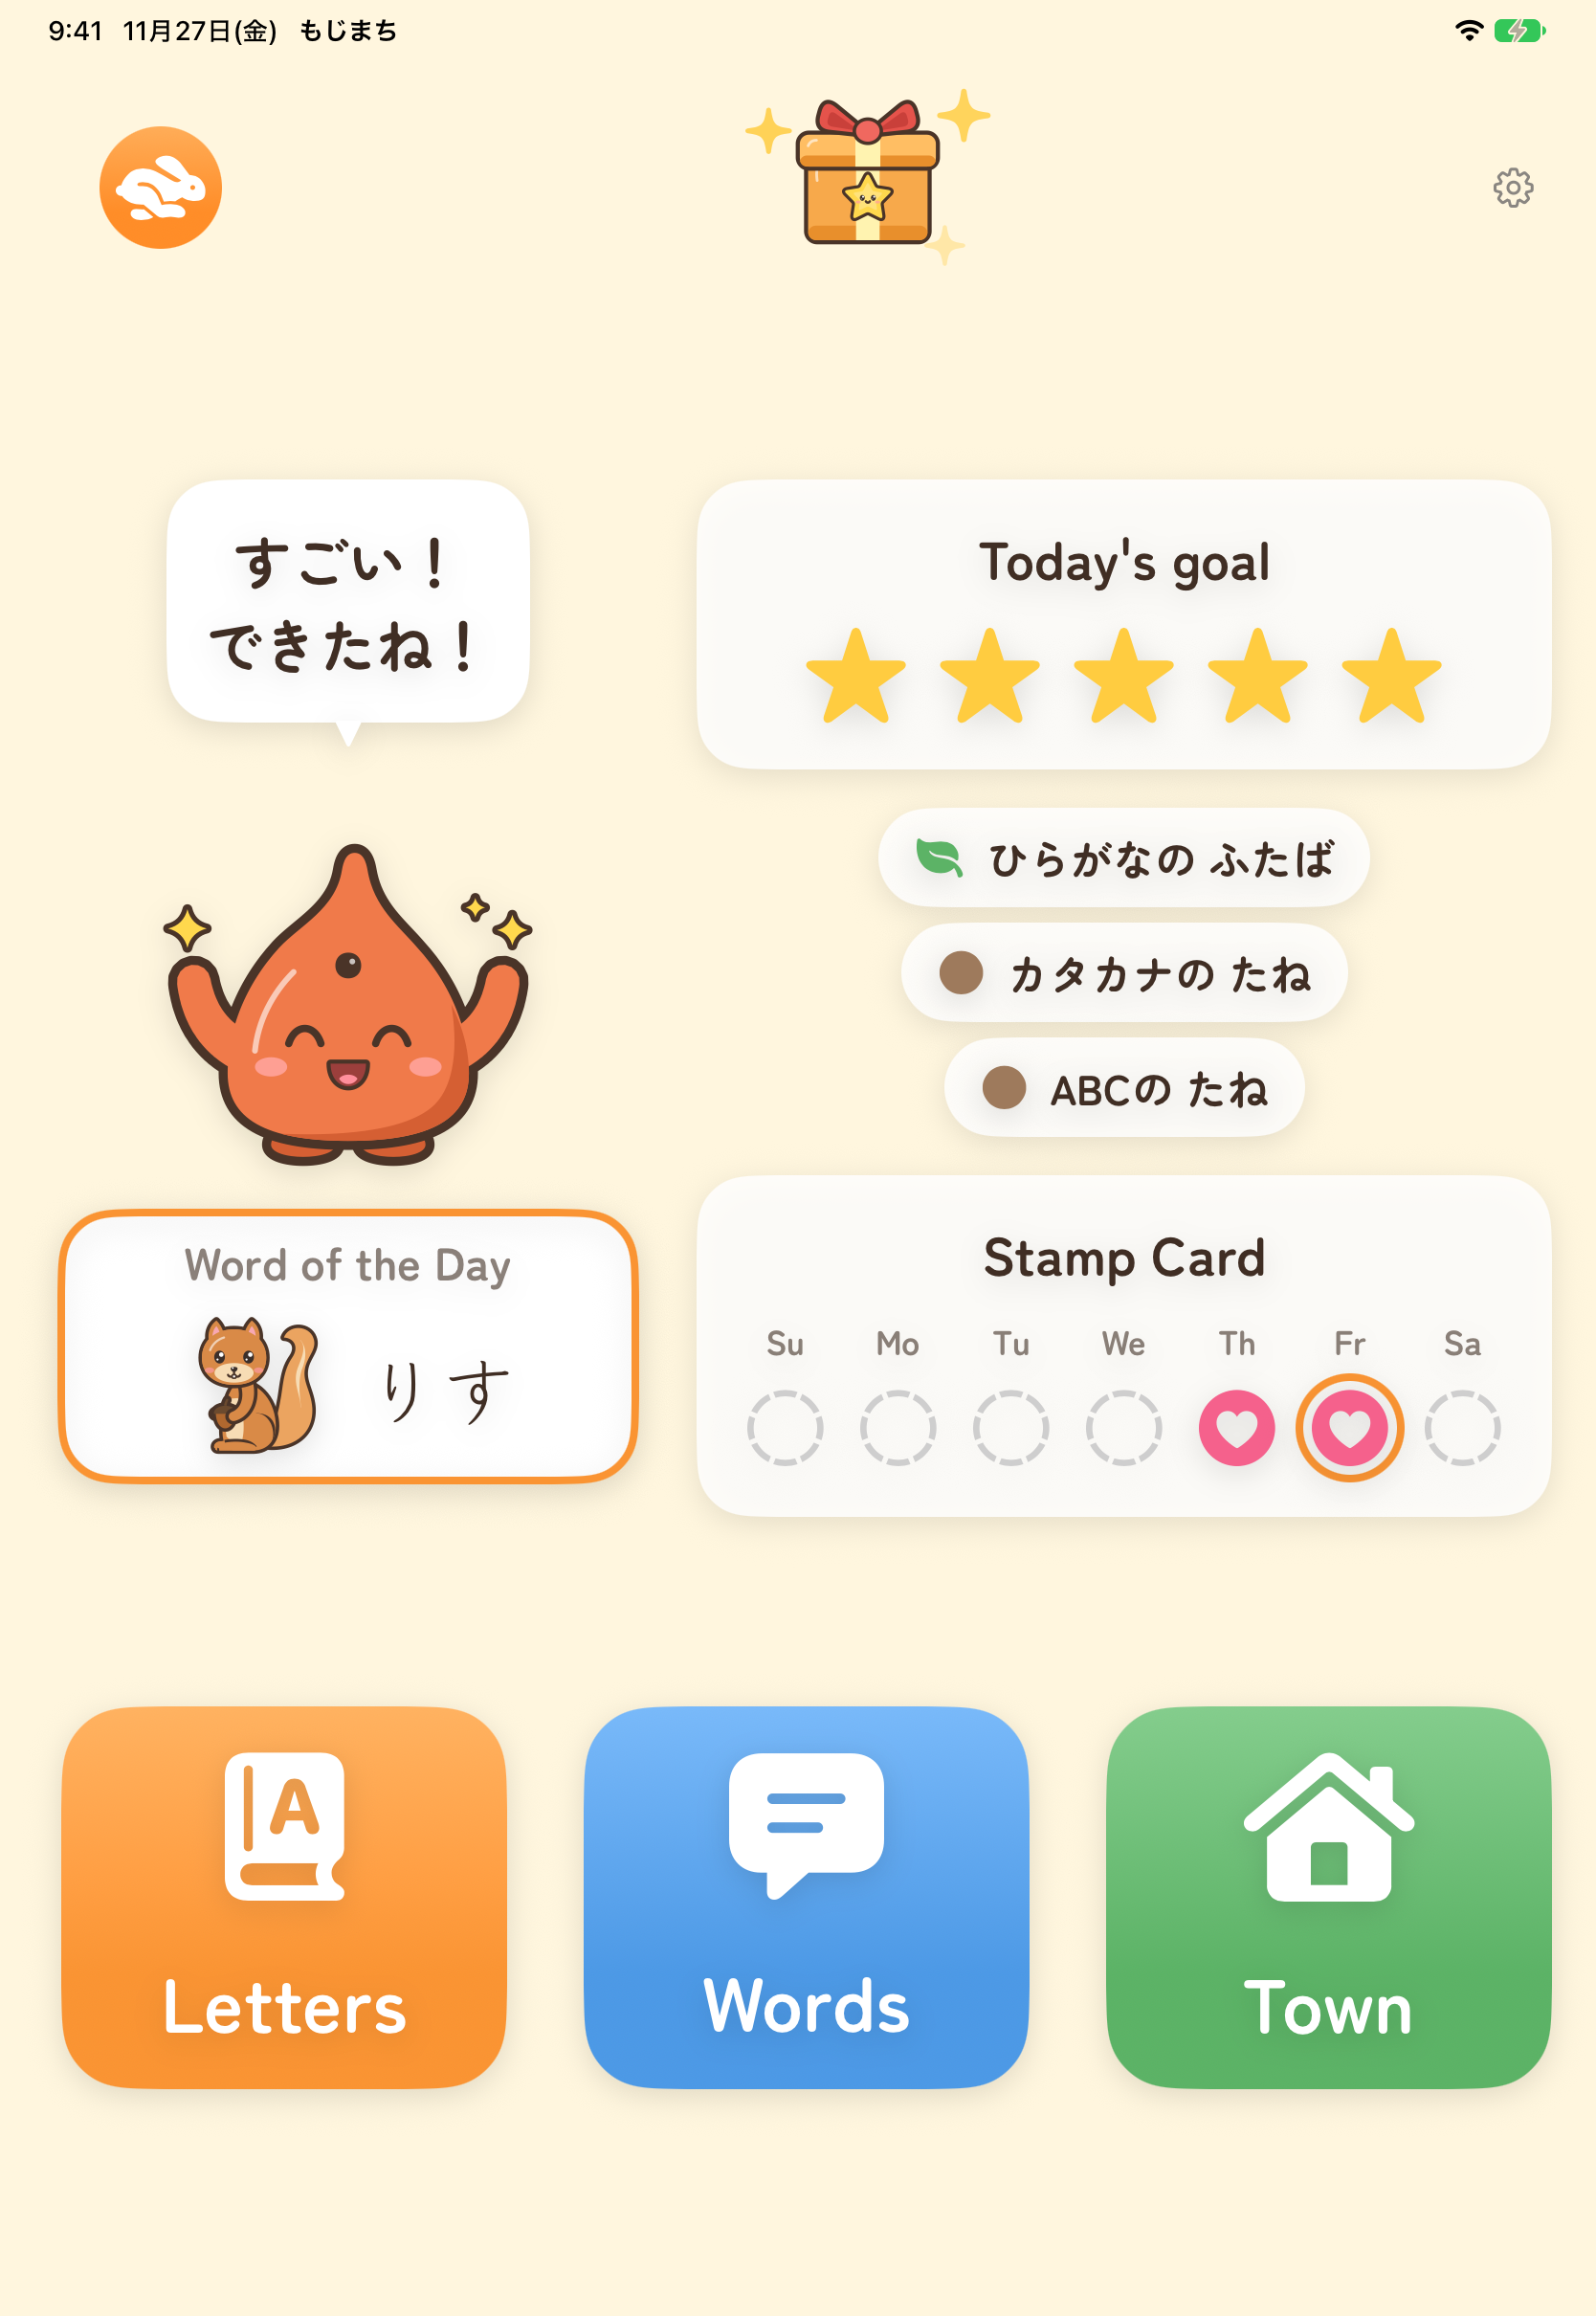 9:41 11月27日(金) もじまち
すごい！
できたね！
Today's goal
ひらがなの ふたば
カタカナの たね
ABCの たね
Word of the Day
りす
Stamp Card
Su Mo Tu We Th Fr Sa
A
Letters
Words
Town